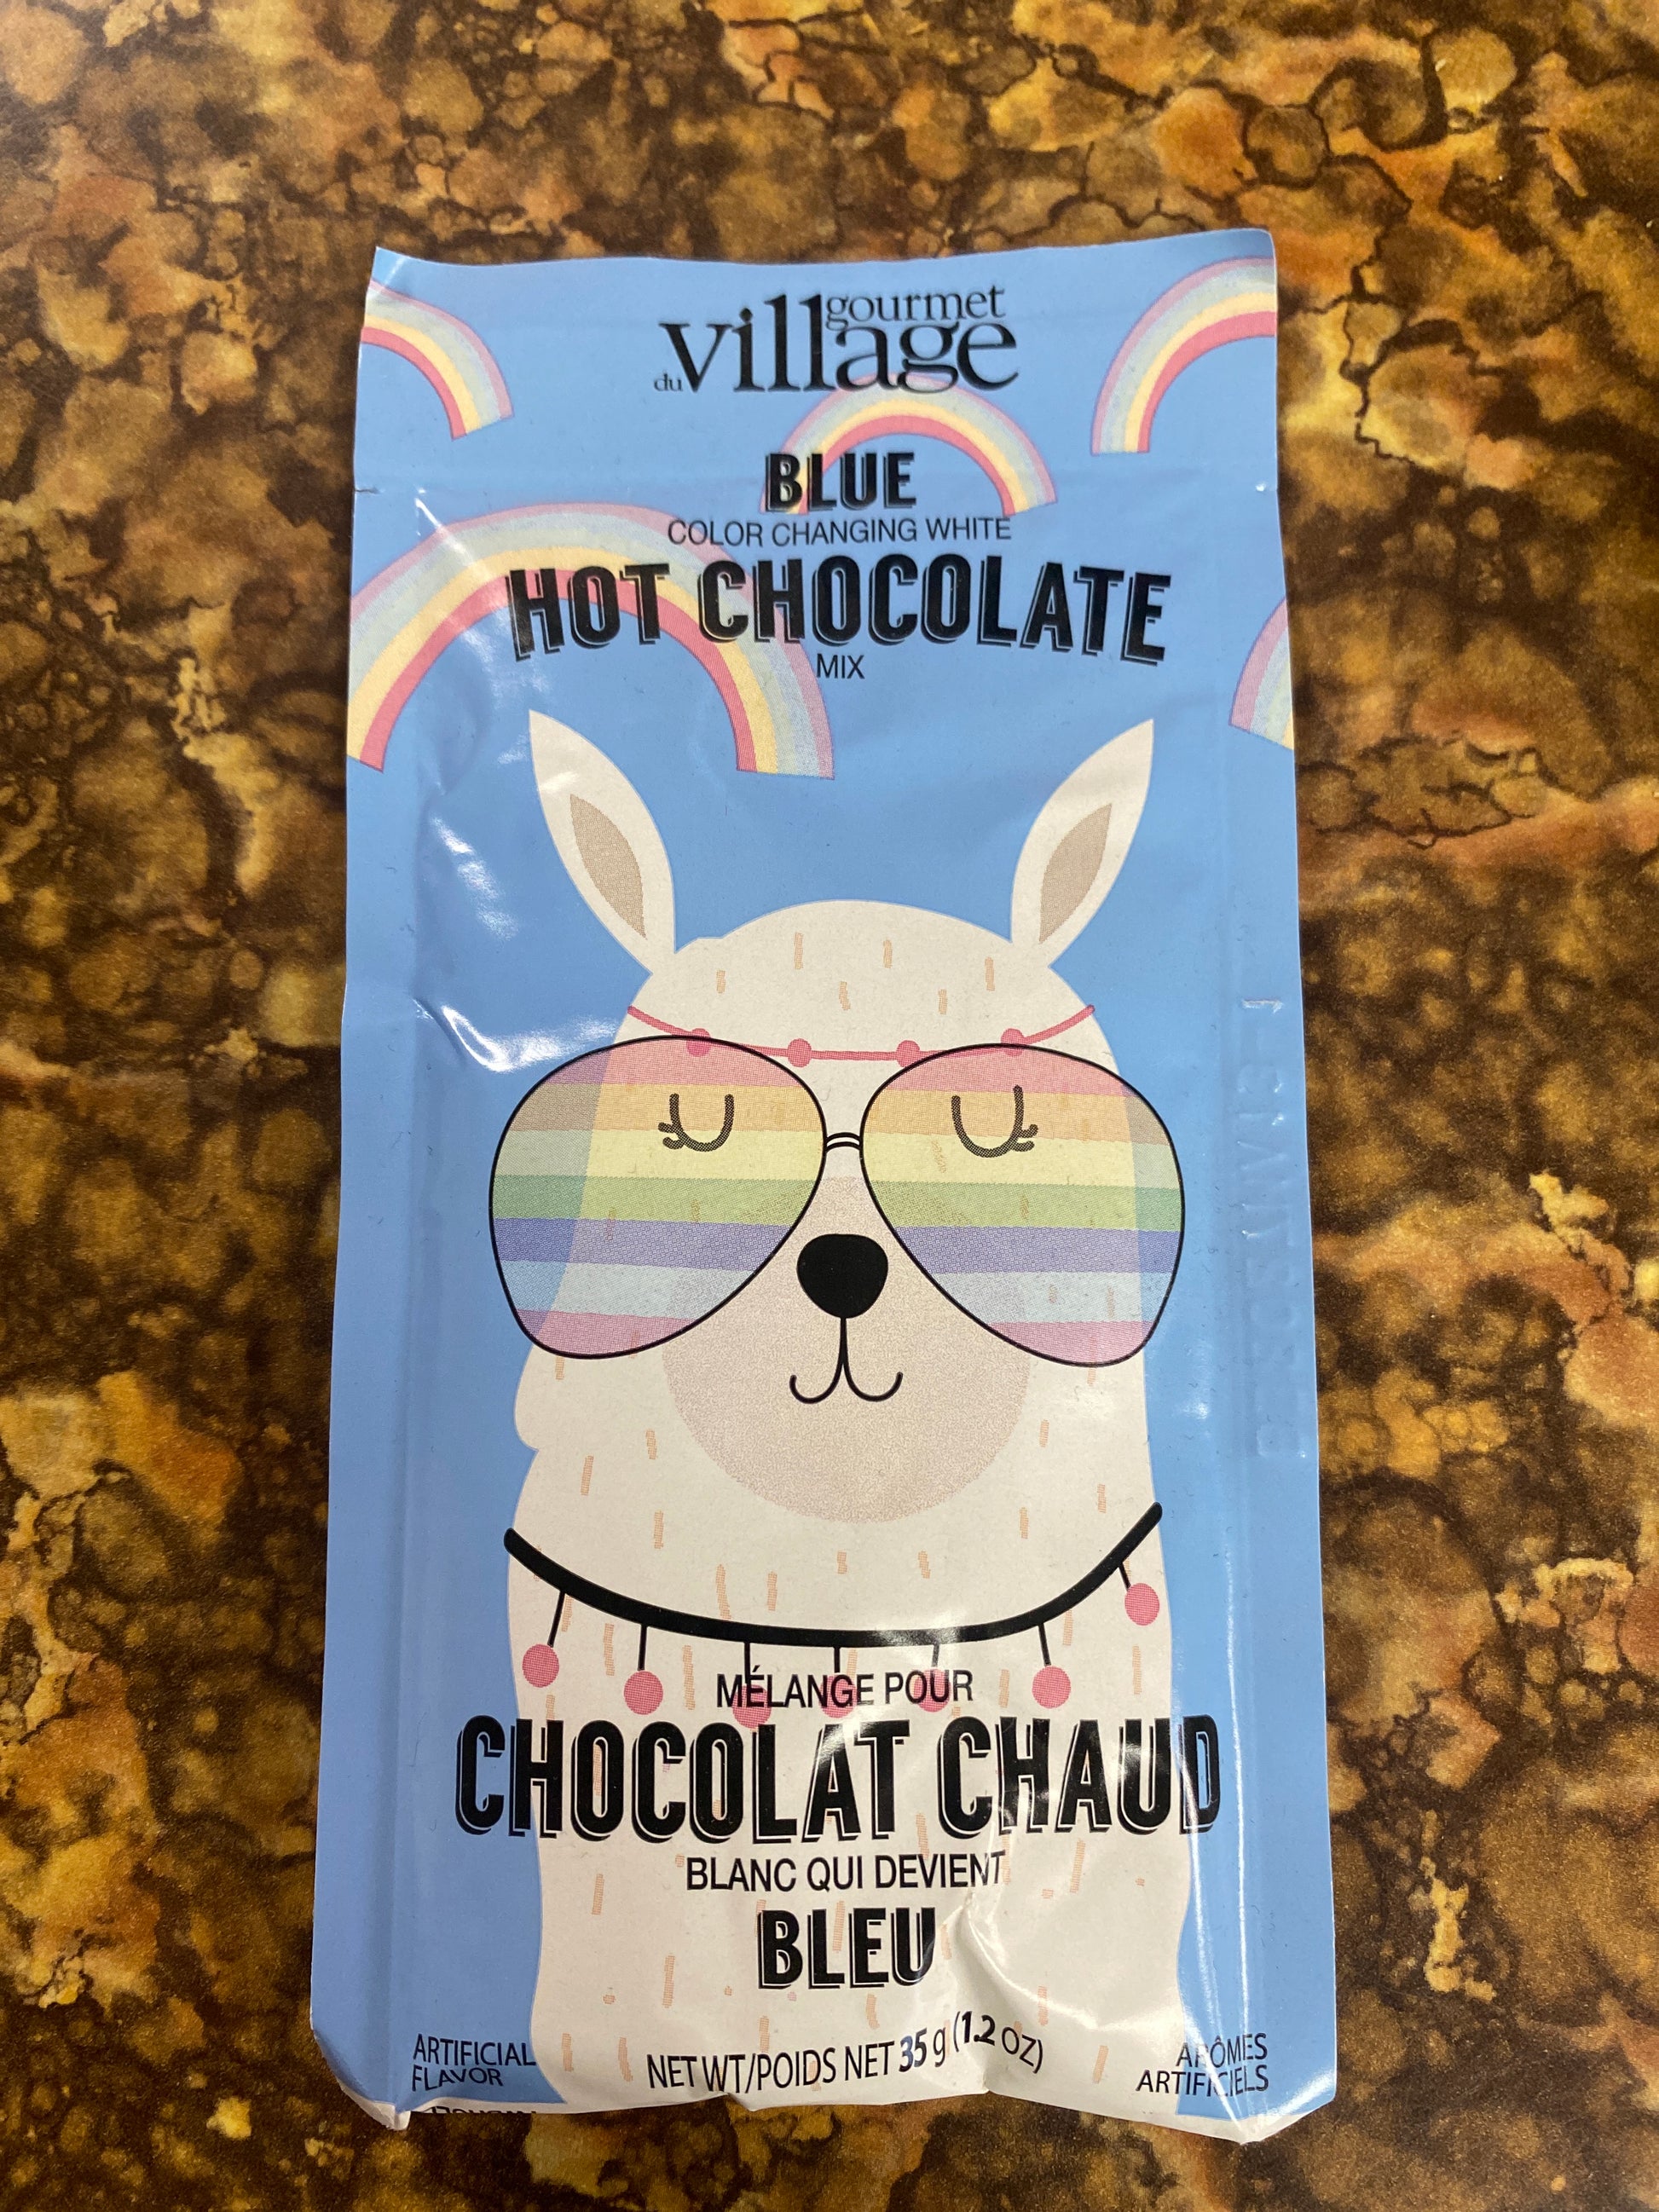 gourmet
du village
BLUE
COLOR CHANGING WHITE
HOT CHOCOLATE
MIX
MÉLANGE POUR
CHOCOLAT CHAUD
BLANC QUI DEVIENT
BLEU
ARTIFICIAL
FLAVOR
NET WT/POIDS NET 35 g (1.2 OZ)
ARÔMES
ARTIFICIELS